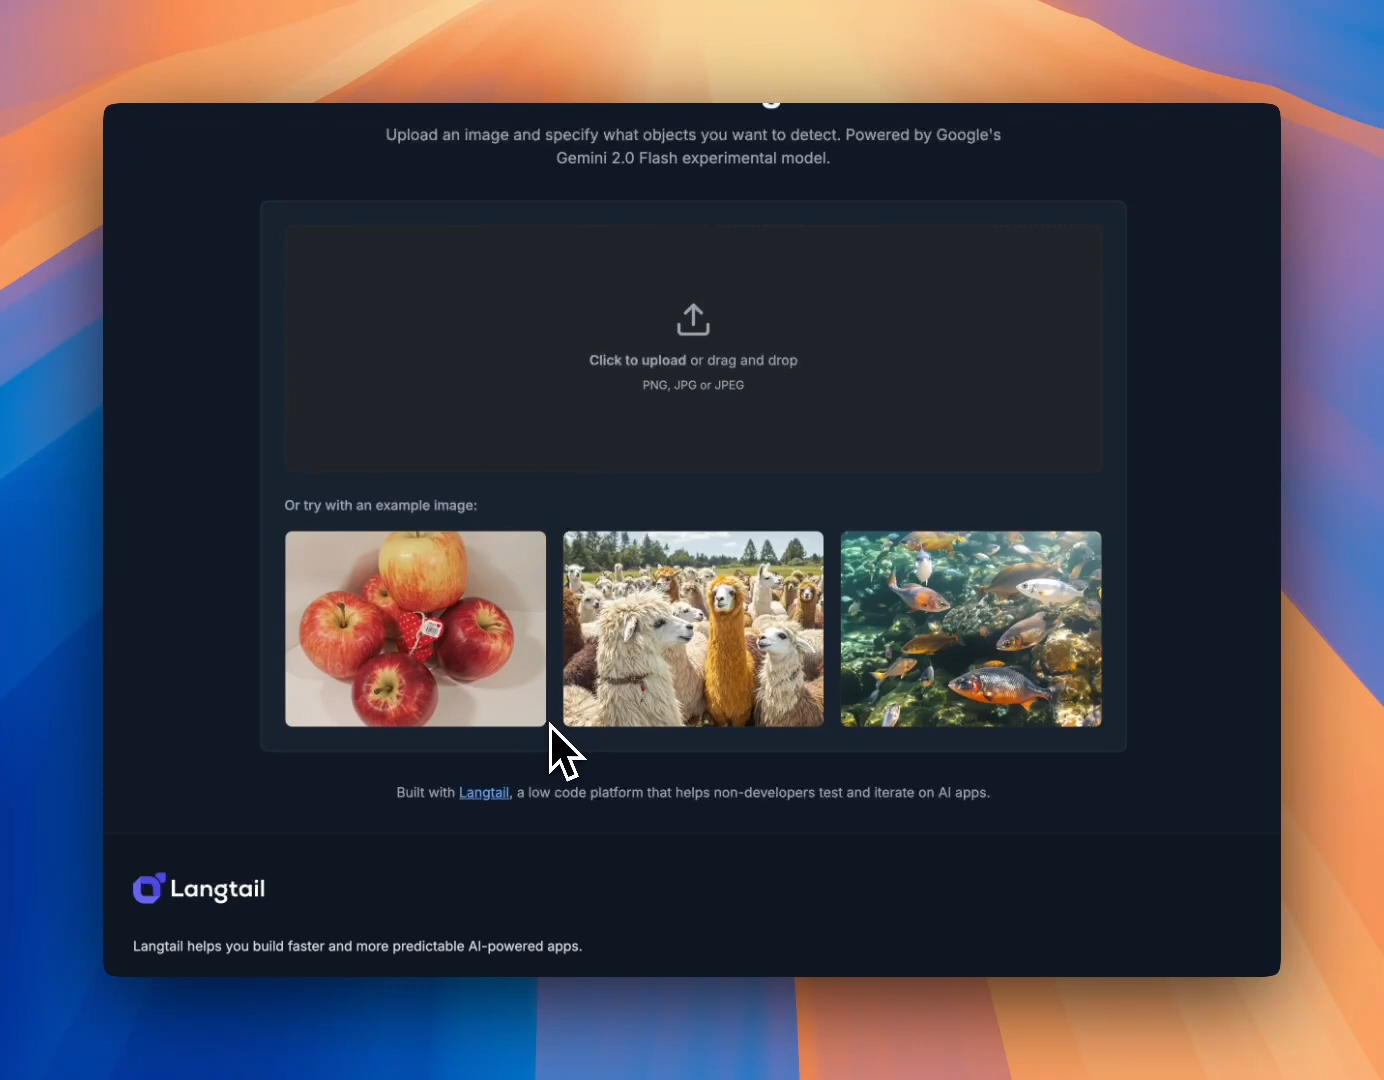 Upload an image and specify what objects you want to detect. Powered by Google's
Gemini 2.0 Flash experimental model.
Click to upload or drag and drop
PNG, JPG or JPEG
Or try with an example image:
Built with Langtail, a low code platform that helps non-developers test and iterate on AI apps.
Langtail
Langtail helps you build faster and more predictable AI-powered apps.